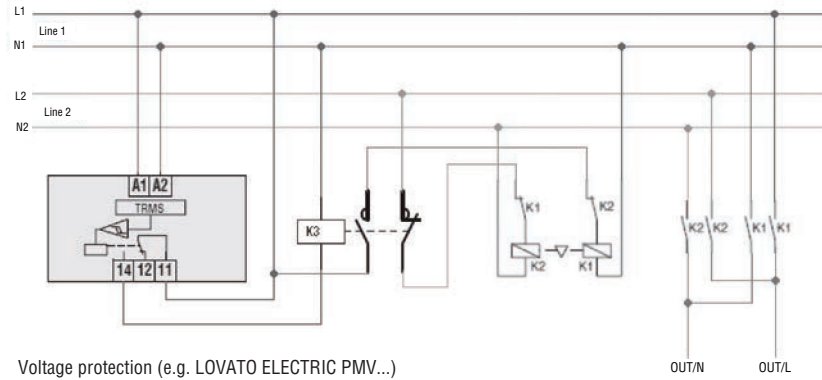 L1
Line 1
N1
L2
Line 2
N2
A1 A2
TRMS
K3
K1
K2
K2 K2 K1 K1
14 12 11
K2
K1
Voltage protection (e.g. LOVATO ELECTRIC PMV...)
OUT/N
OUT/L